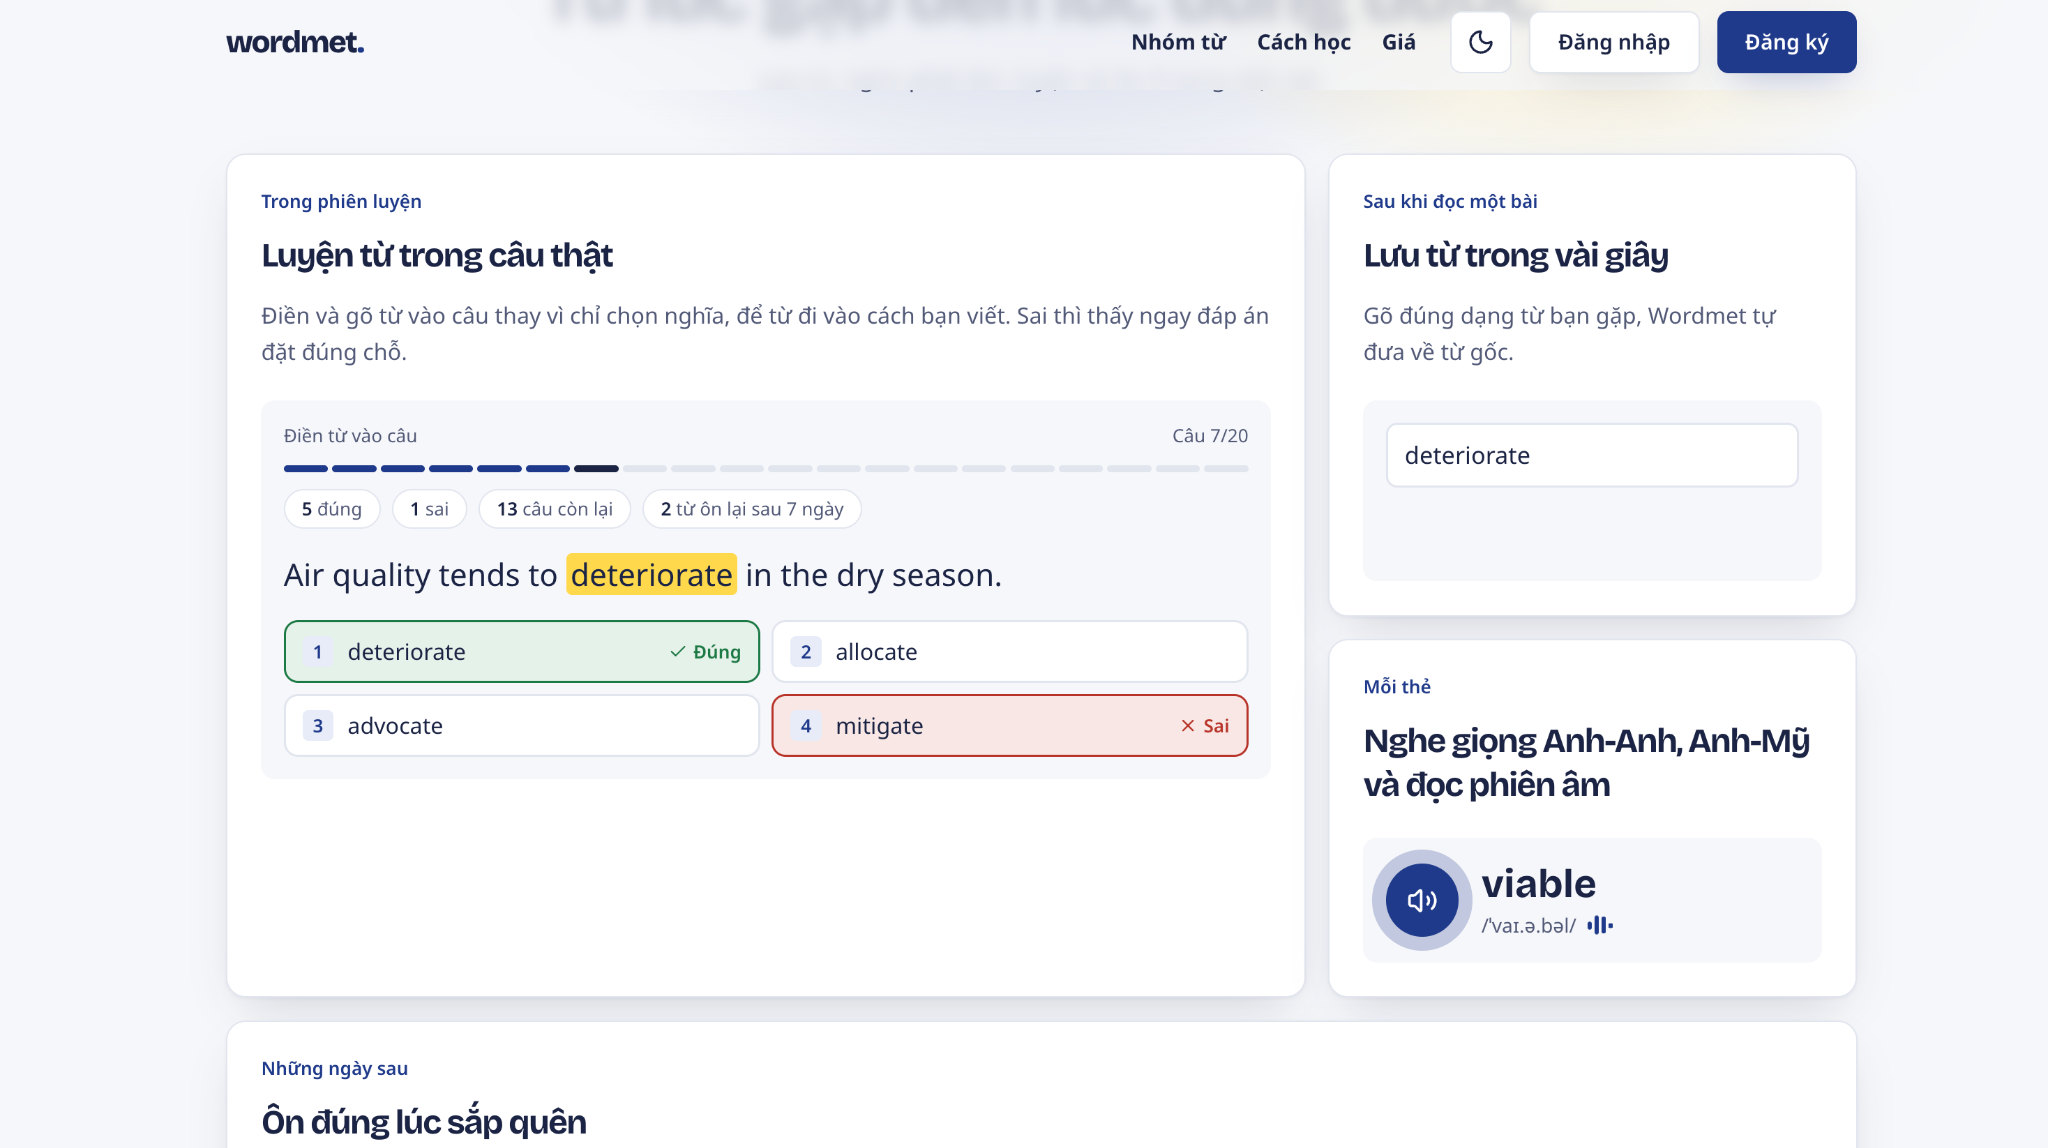 wordmet.
Nhóm từ
Cách học
Giá
Đăng nhập
Đăng ký
Trong phiên luyện
Luyện từ trong câu thật
Điền và gõ từ vào câu thay vì chỉ chọn nghĩa, để từ đi vào cách bạn viết. Sai thì thấy ngay đáp án
đặt đúng chỗ.
Điền từ vào câu
Câu 7/20
5 đúng
1 sai
13 câu còn lại
2 từ ôn lại sau 7 ngày
Air quality tends to deteriorate in the dry season.
1 deteriorate Đúng
2 allocate
3 advocate
4 mitigate Sai
Sau khi đọc một bài
Lưu từ trong vài giây
Gõ đúng dạng từ bạn gặp, Wordmet tự
đưa về từ gốc.
deteriorate
Mỗi thẻ
Nghe giọng Anh-Anh, Anh-Mỹ
và đọc phiên âm
viable
/ˈvaɪ.ə.bəl/
Những ngày sau
Ôn đúng lúc sắp quên